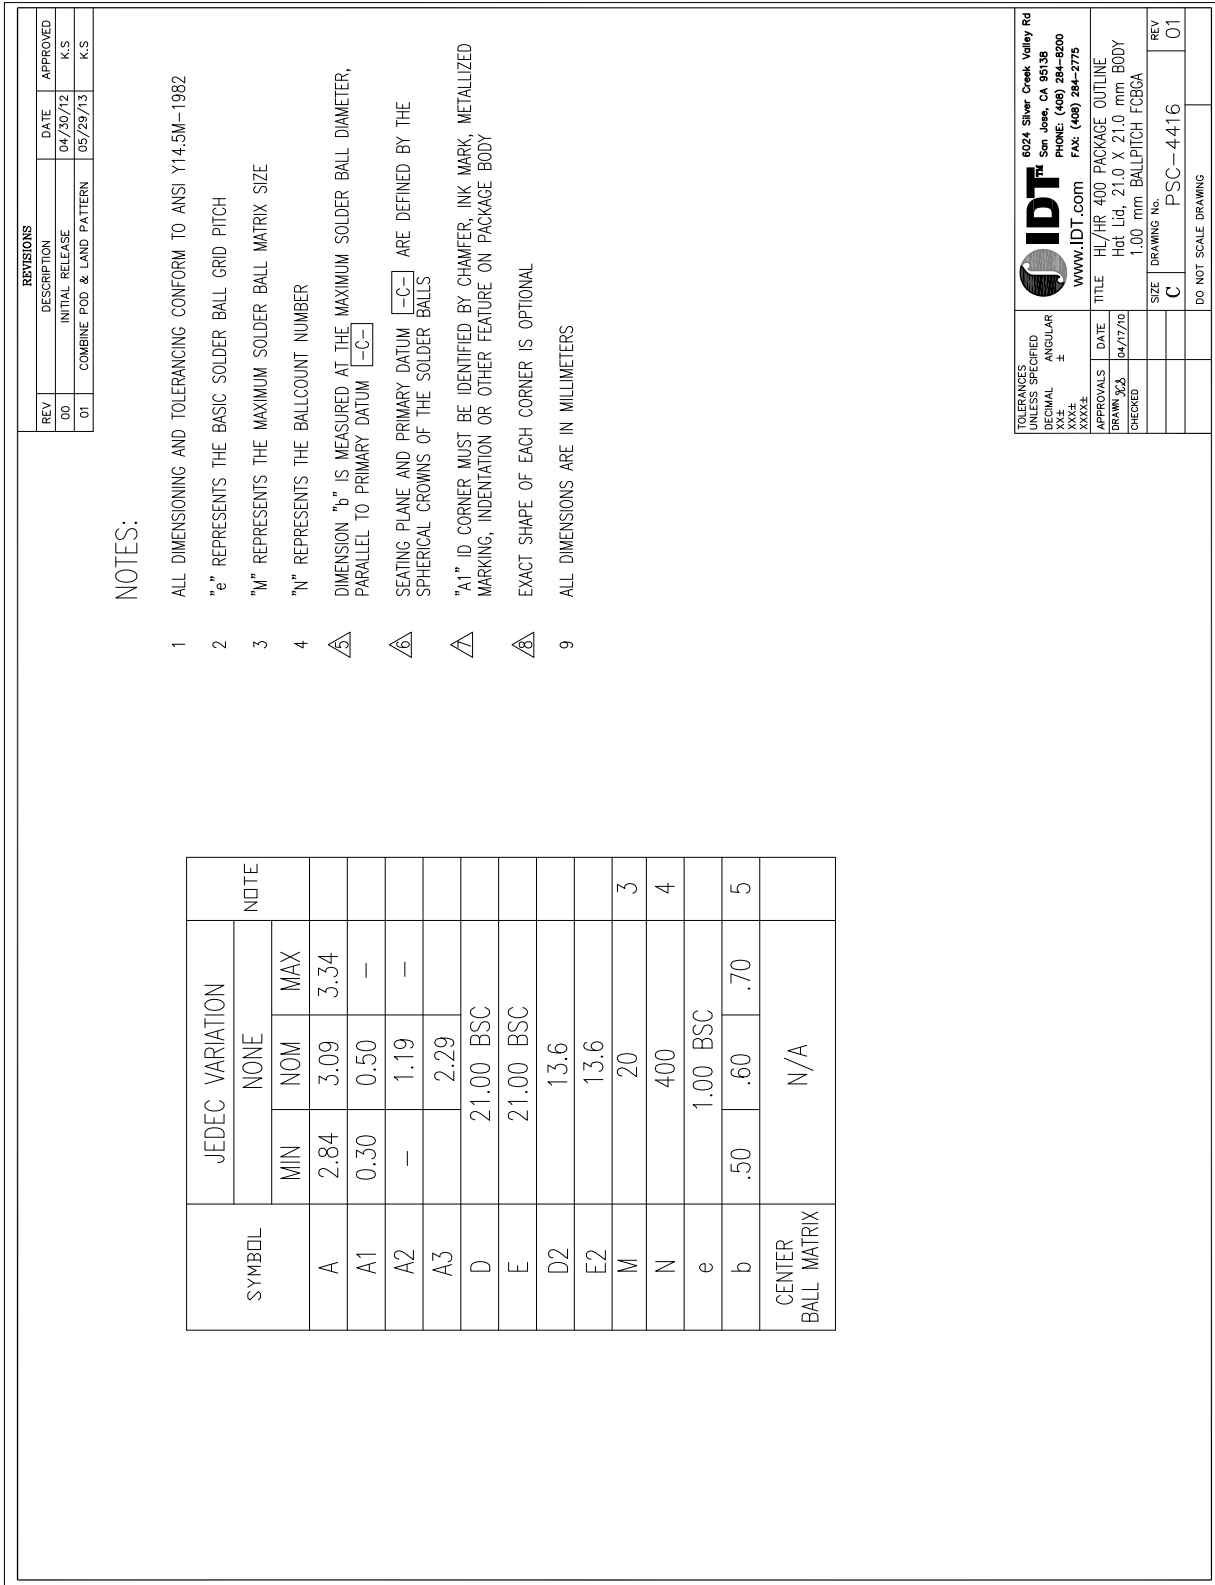 REVISIONS
REV DESCRIPTION DATE APPROVED
00 INITIAL RELEASE 04/30/12 K.S
01 COMBINE POD & LAND PATTERN 05/29/13 K.S
NOTES:
1 ALL DIMENSIONING AND TOLERANCING CONFORM TO ANSI Y14.5M-1982
2 "e" REPRESENTS THE BASIC SOLDER BALL GRID PITCH
3 "M" REPRESENTS THE MAXIMUM SOLDER BALL MATRIX SIZE
4 "N" REPRESENTS THE BALLCOUNT NUMBER
5 DIMENSION "b" IS MEASURED AT THE MAXIMUM SOLDER BALL DIAMETER,
PARALLEL TO PRIMARY DATUM -C-
6 SEATING PLANE AND PRIMARY DATUM -C- ARE DEFINED BY THE
SPHERICAL CROWNS OF THE SOLDER BALLS
7 "A1" ID CORNER MUST BE IDENTIFIED BY CHAMFER, INK MARK, METALLIZED
MARKING, INDENTATION OR OTHER FEATURE ON PACKAGE BODY
8 EXACT SHAPE OF EACH CORNER IS OPTIONAL
9 ALL DIMENSIONS ARE IN MILLIMETERS
SYMBOL JEDEC VARIATION NOTE
NONE
MIN NOM MAX
A 2.84 3.09 3.34
A1 0.30 0.50 -
A2 - 1.19 -
A3 2.29
D 21.00 BSC
E 21.00 BSC
D2 13.6
E2 13.6
M 20 3
N 400 4
e 1.00 BSC
b .50 .60 .70 5
CENTER
BALL MATRIX N/A
TOLERANCES
UNLESS SPECIFIED
DECIMAL ANGULAR
XX± ±
XXX±
XXXX±
APPROVALS DATE
DRAWN 04/17/10
CHECKED
IDT™
www.IDT.com
6024 Silver Creek Valley Rd
San Jose, CA 95138
PHONE: (408) 284-8200
FAX: (408) 284-2775
TITLE HL/HR 400 PACKAGE OUTLINE
Hat Lid, 21.0 X 21.0 mm BODY
1.00 mm BALLPITCH FCBGA
SIZE DRAWING No. REV
C PSC-4416 01
DO NOT SCALE DRAWING